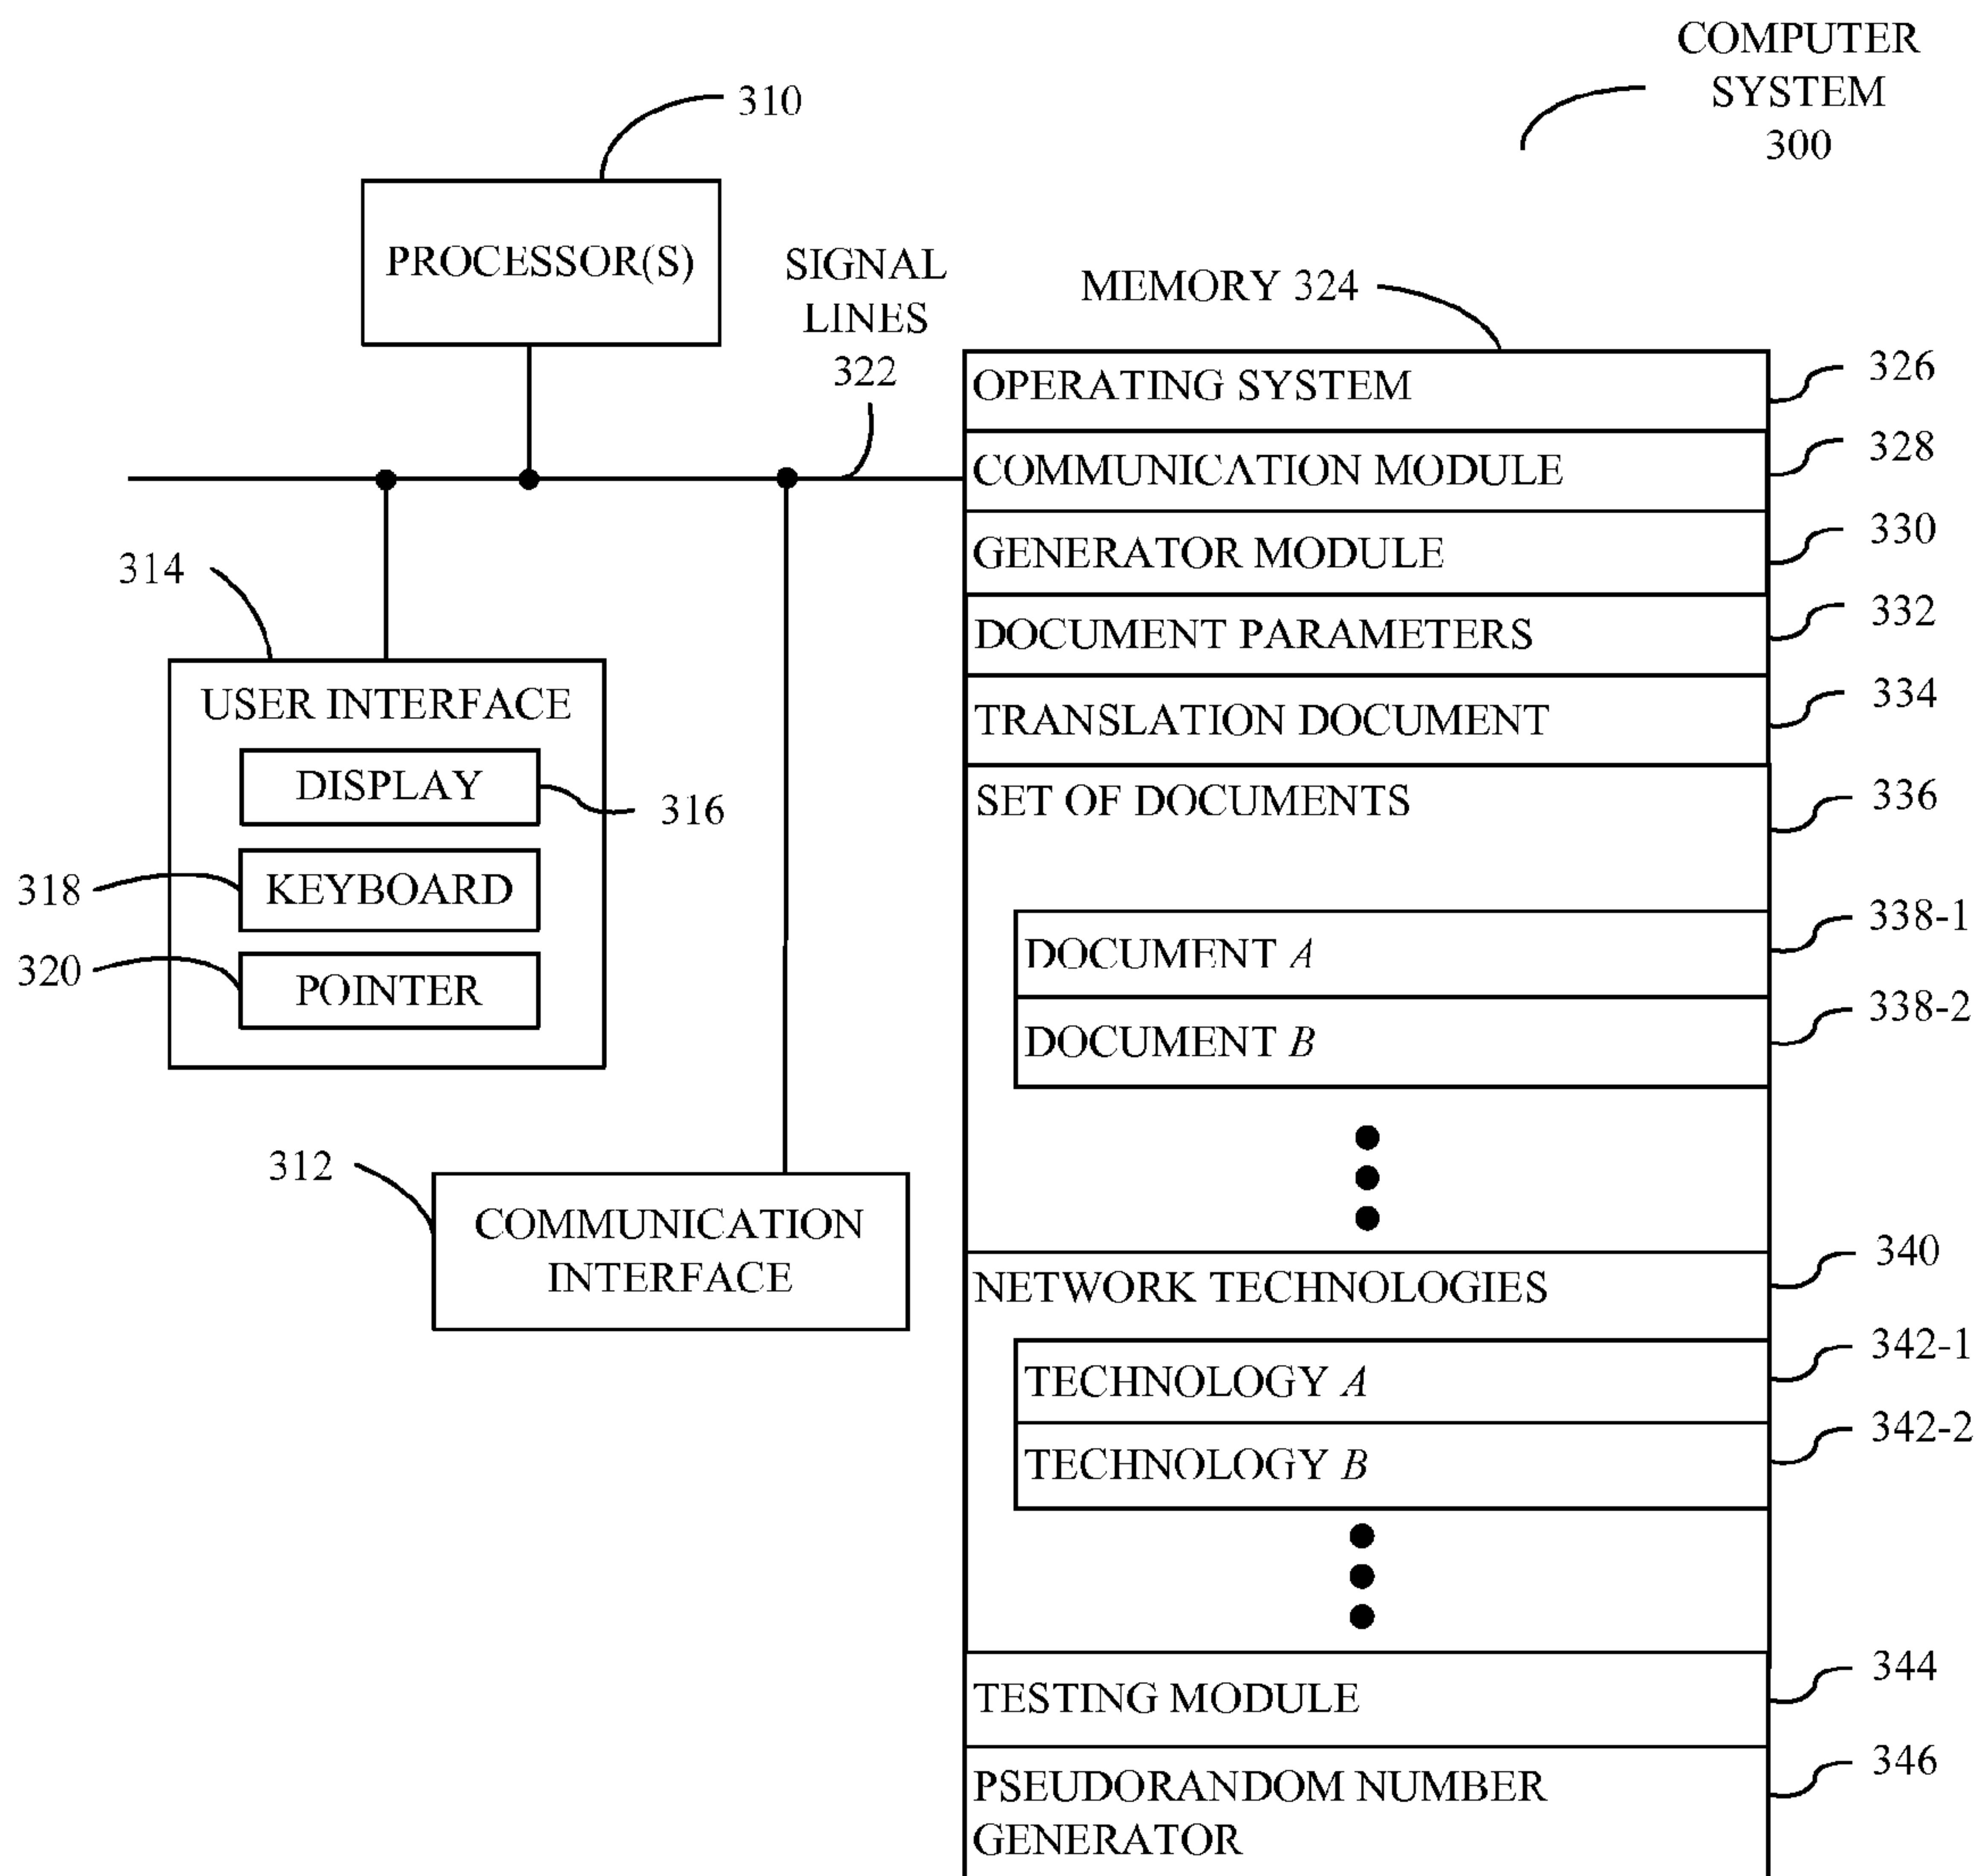 COMPUTER
SYSTEM
300
310
PROCESSOR(S)
SIGNAL
LINES
322
MEMORY 324
OPERATING SYSTEM
326
COMMUNICATION MODULE
328
GENERATOR MODULE
330
DOCUMENT PARAMETERS
332
TRANSLATION DOCUMENT
334
SET OF DOCUMENTS
336
DOCUMENT A
338-1
DOCUMENT B
338-2
NETWORK TECHNOLOGIES
340
TECHNOLOGY A
342-1
TECHNOLOGY B
342-2
TESTING MODULE
344
PSEUDORANDOM NUMBER
GENERATOR
346
314
USER INTERFACE
DISPLAY
316
318
KEYBOARD
320
POINTER
312
COMMUNICATION
INTERFACE